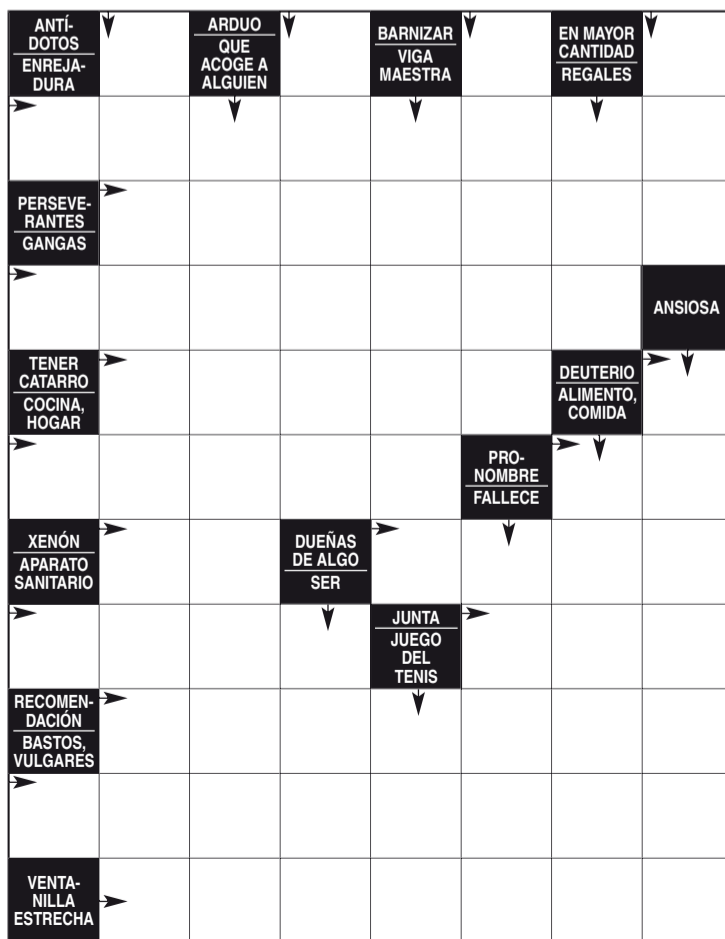 ANTÍ-
DOTOS
ENREJA-
DURA
ARDUO
QUE
ACOGE A
ALGUIEN
BARNIZAR
VIGA
MAESTRA
EN MAYOR
CANTIDAD
REGALES
PERSEVE-
RANTES
GANGAS
ANSIOSA
TENER
CATARRO
COCINA,
HOGAR
DEUTERIO
ALIMENTO,
COMIDA
PRO-
NOMBRE
FALLECE
XENÓN
APARATO
SANITARIO
DUEÑAS
DE ALGO
SER
JUNTA
JUEGO
DEL
TENIS
RECOMEN-
DACIÓN
BASTOS,
VULGARES
VENTA-
NILLA
ESTRECHA